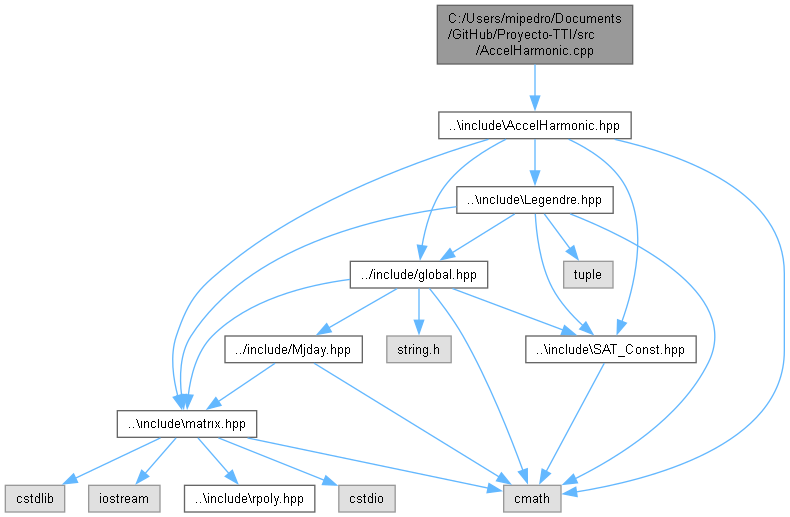 C:/Users/mipedro/Documents
/GitHub/Proyecto-TTI/src
/AccelHarmonic.cpp
..\include\AccelHarmonic.hpp
..\include\Legendre.hpp
../include/global.hpp
tuple
../include/Mjday.hpp
string.h
..\include\SAT_Const.hpp
..\include\matrix.hpp
cstdlib
iostream
..\include\rpoly.hpp
cstdio
cmath